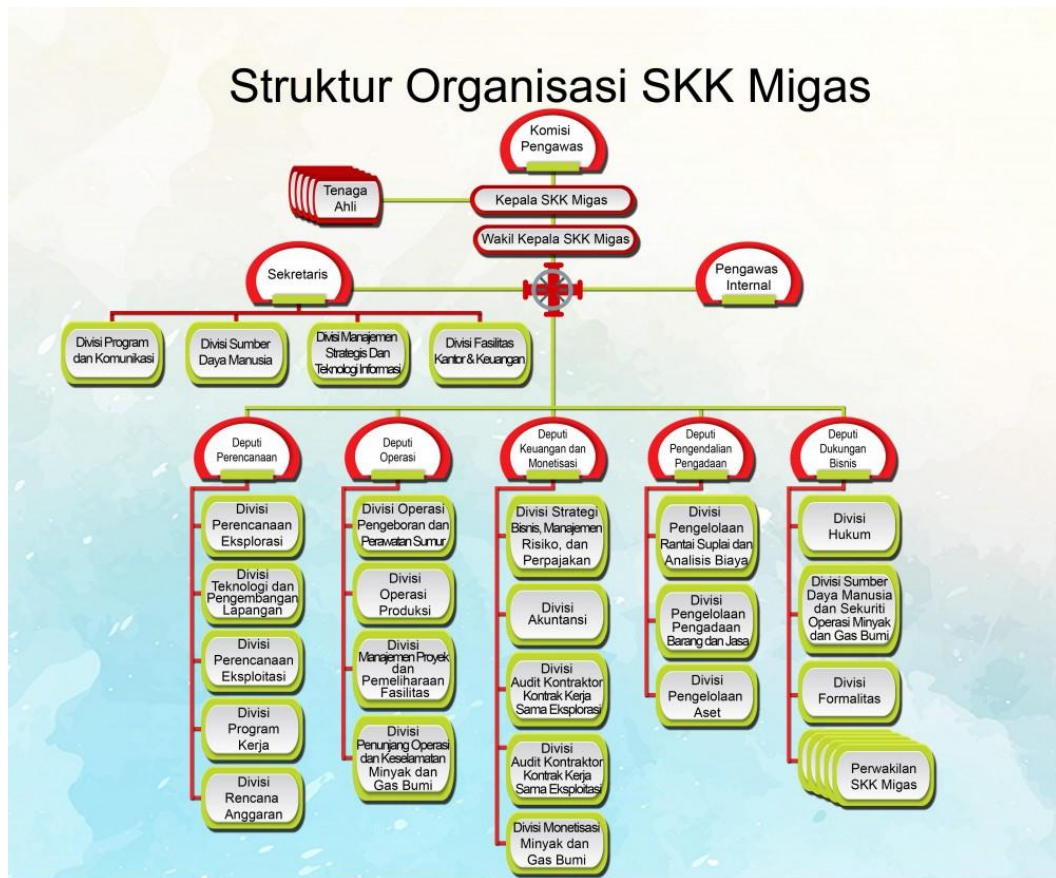 Struktur Organisasi SKK Migas
Komisi
Pengawas
Tenaga
Ahli
Kepala SKK Migas
Wakil Kepala SKK Migas
Sekretaris
Pengawas
Internal
Divisi Program
dan Komunikasi
Divisi Sumber
Daya Manusia
Divisi Manajemen
Strategis Dan
Teknologi Informasi
Divisi Fasilitas
Kantor & Keuangan
Deputi
Perencanaan
Deputi
Operasi
Deputi
Keuangan dan
Monetisasi
Deputi
Pengendalian
Pengadaan
Deputi
Dukungan
Bisnis
Divisi
Perencanaan
Eksplorasi
Divisi
Teknologi dan
Pengembangan
Lapangan
Divisi
Perencanaan
Eksploitasi
Divisi
Program
Kerja
Divisi
Rencana
Anggaran
Divisi Operasi
Pengeboran dan
Perawatan Sumur
Divisi
Operasi
Produksi
Divisi
Manajemen Proyek
dan
Pemeliharaan
Fasilitas
Divisi
Penunjang Operasi
dan Keselamatan
Minyak dan
Gas Bumi
Divisi Strategi
Bisnis, Manajemen
Risiko, dan
Perpajakan
Divisi
Akuntansi
Divisi
Audit Kontraktor
Kontrak Kerja
Sama Eksplorasi
Divisi
Audit Kontraktor
Kontrak Kerja
Sama Eksploitasi
Divisi Monetisasi
Minyak dan
Gas Bumi
Divisi
Pengelolaan
Rantai Suplai dan
Analisis Biaya
Divisi
Pengelolaan
Pengadaan
Barang dan Jasa
Divisi
Pengelolaan
Aset
Divisi
Hukum
Divisi Sumber
Daya Manusia
dan Sekuriti
Operasi Minyak
dan Gas Bumi
Divisi
Formalitas
Perwakilan
SKK Migas